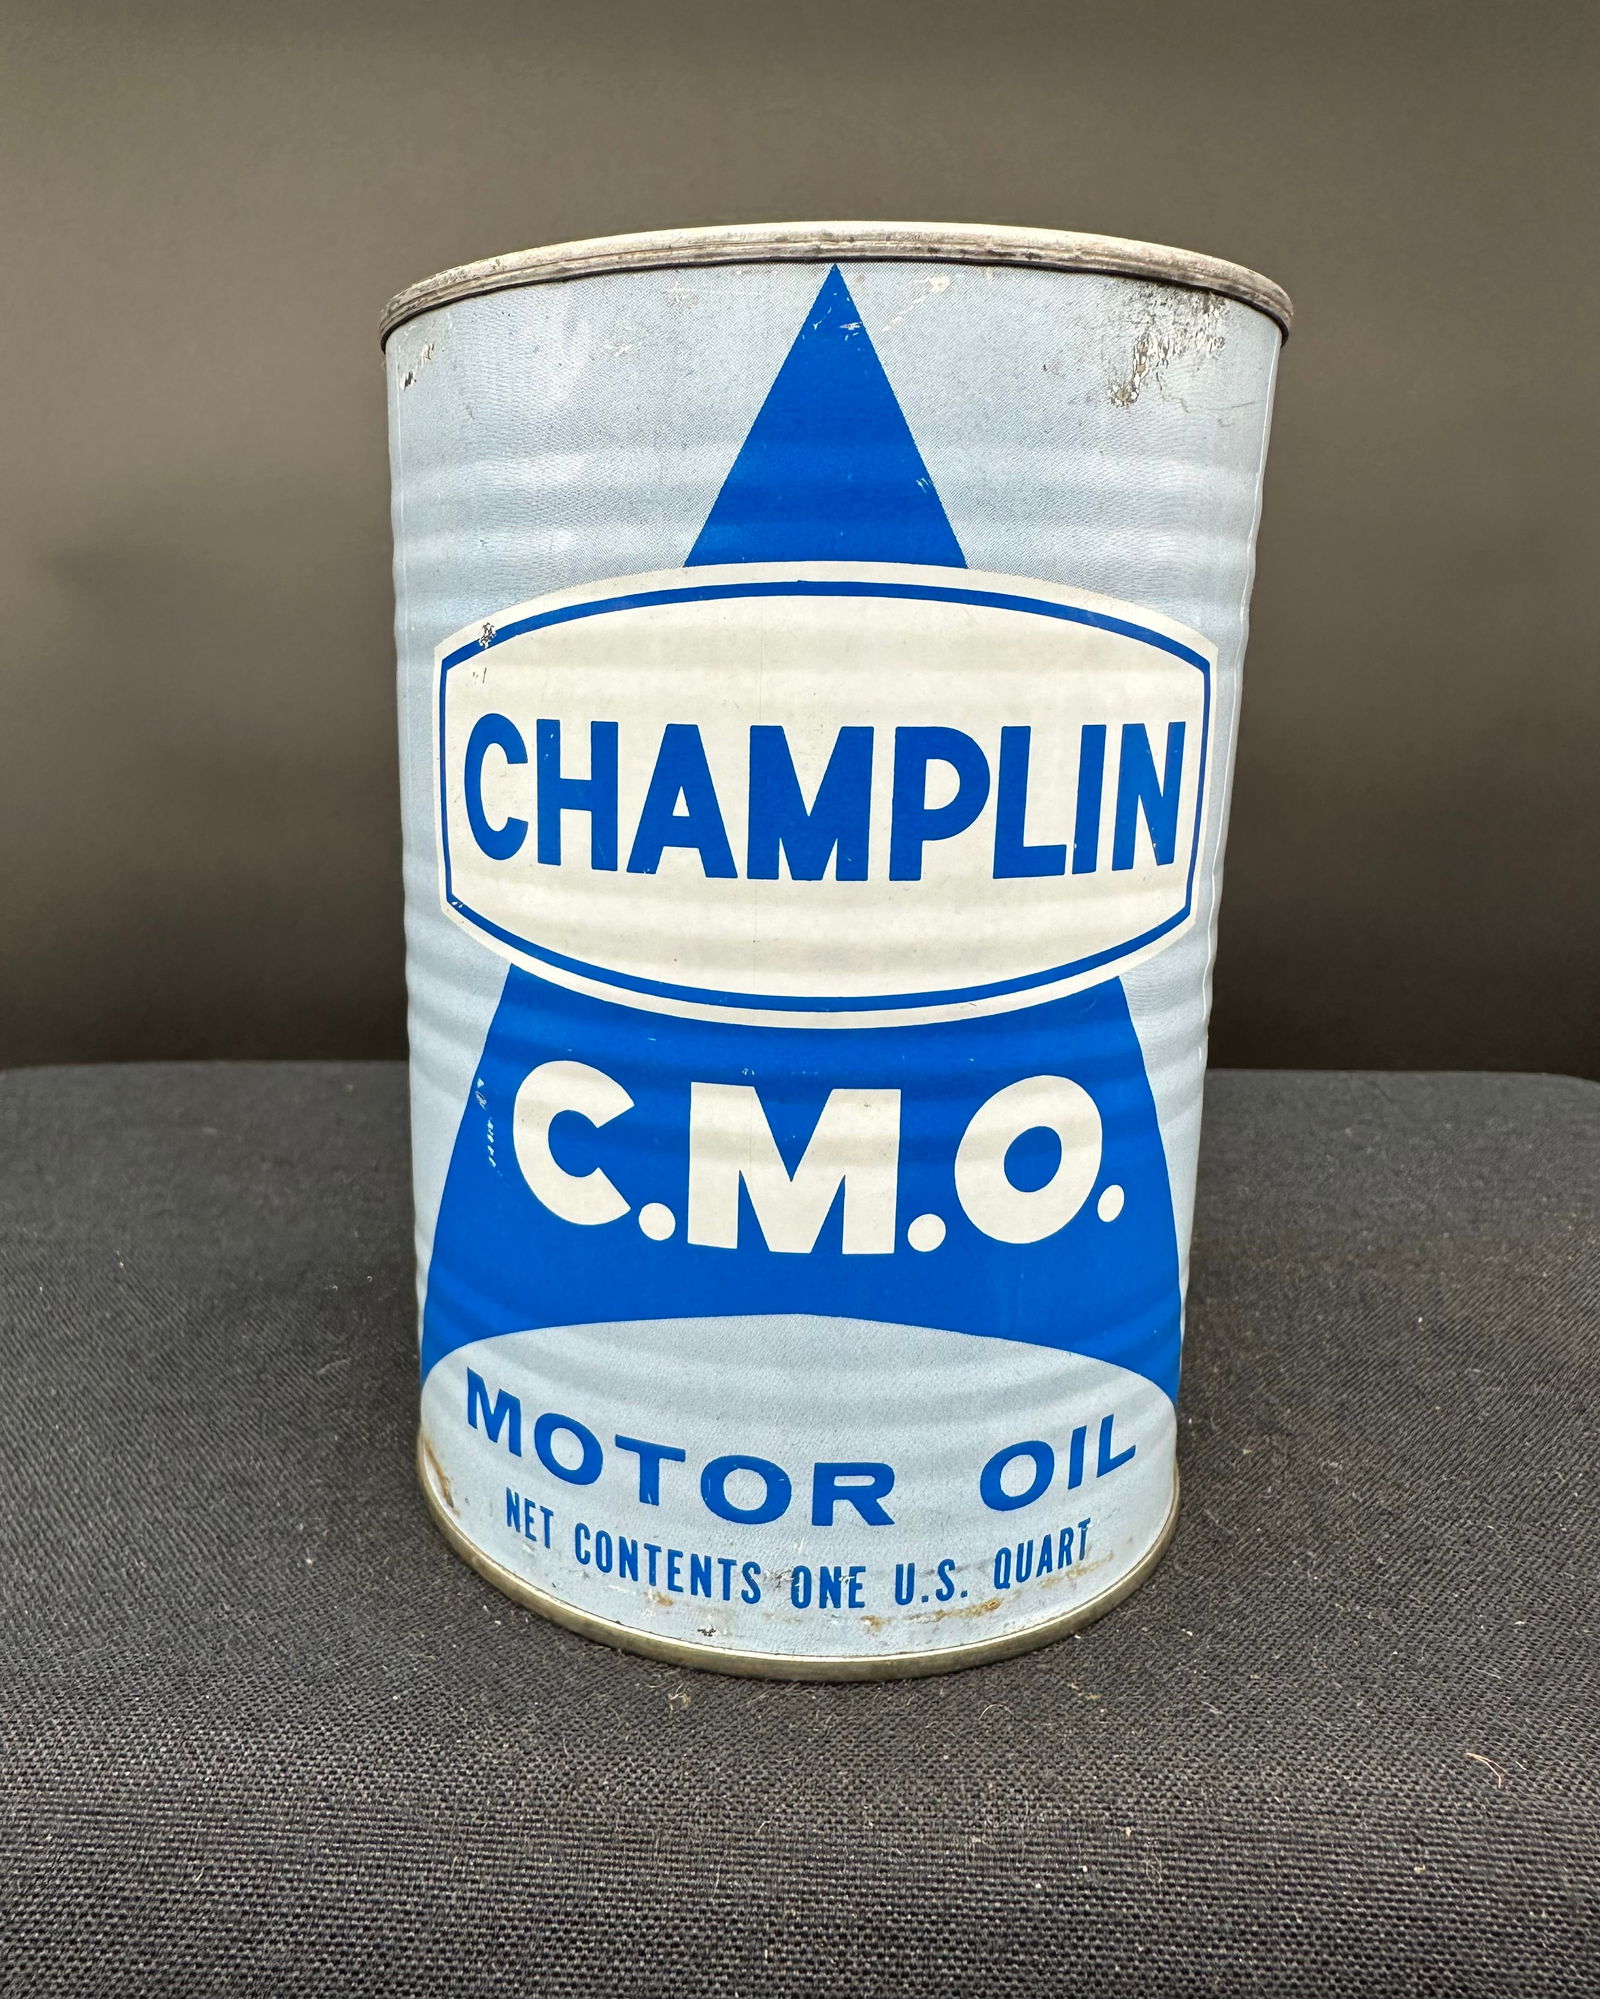 CHAMPLIN
C.M.O.
MOTOR OIL
NET CONTENTS ONE U.S. QUART